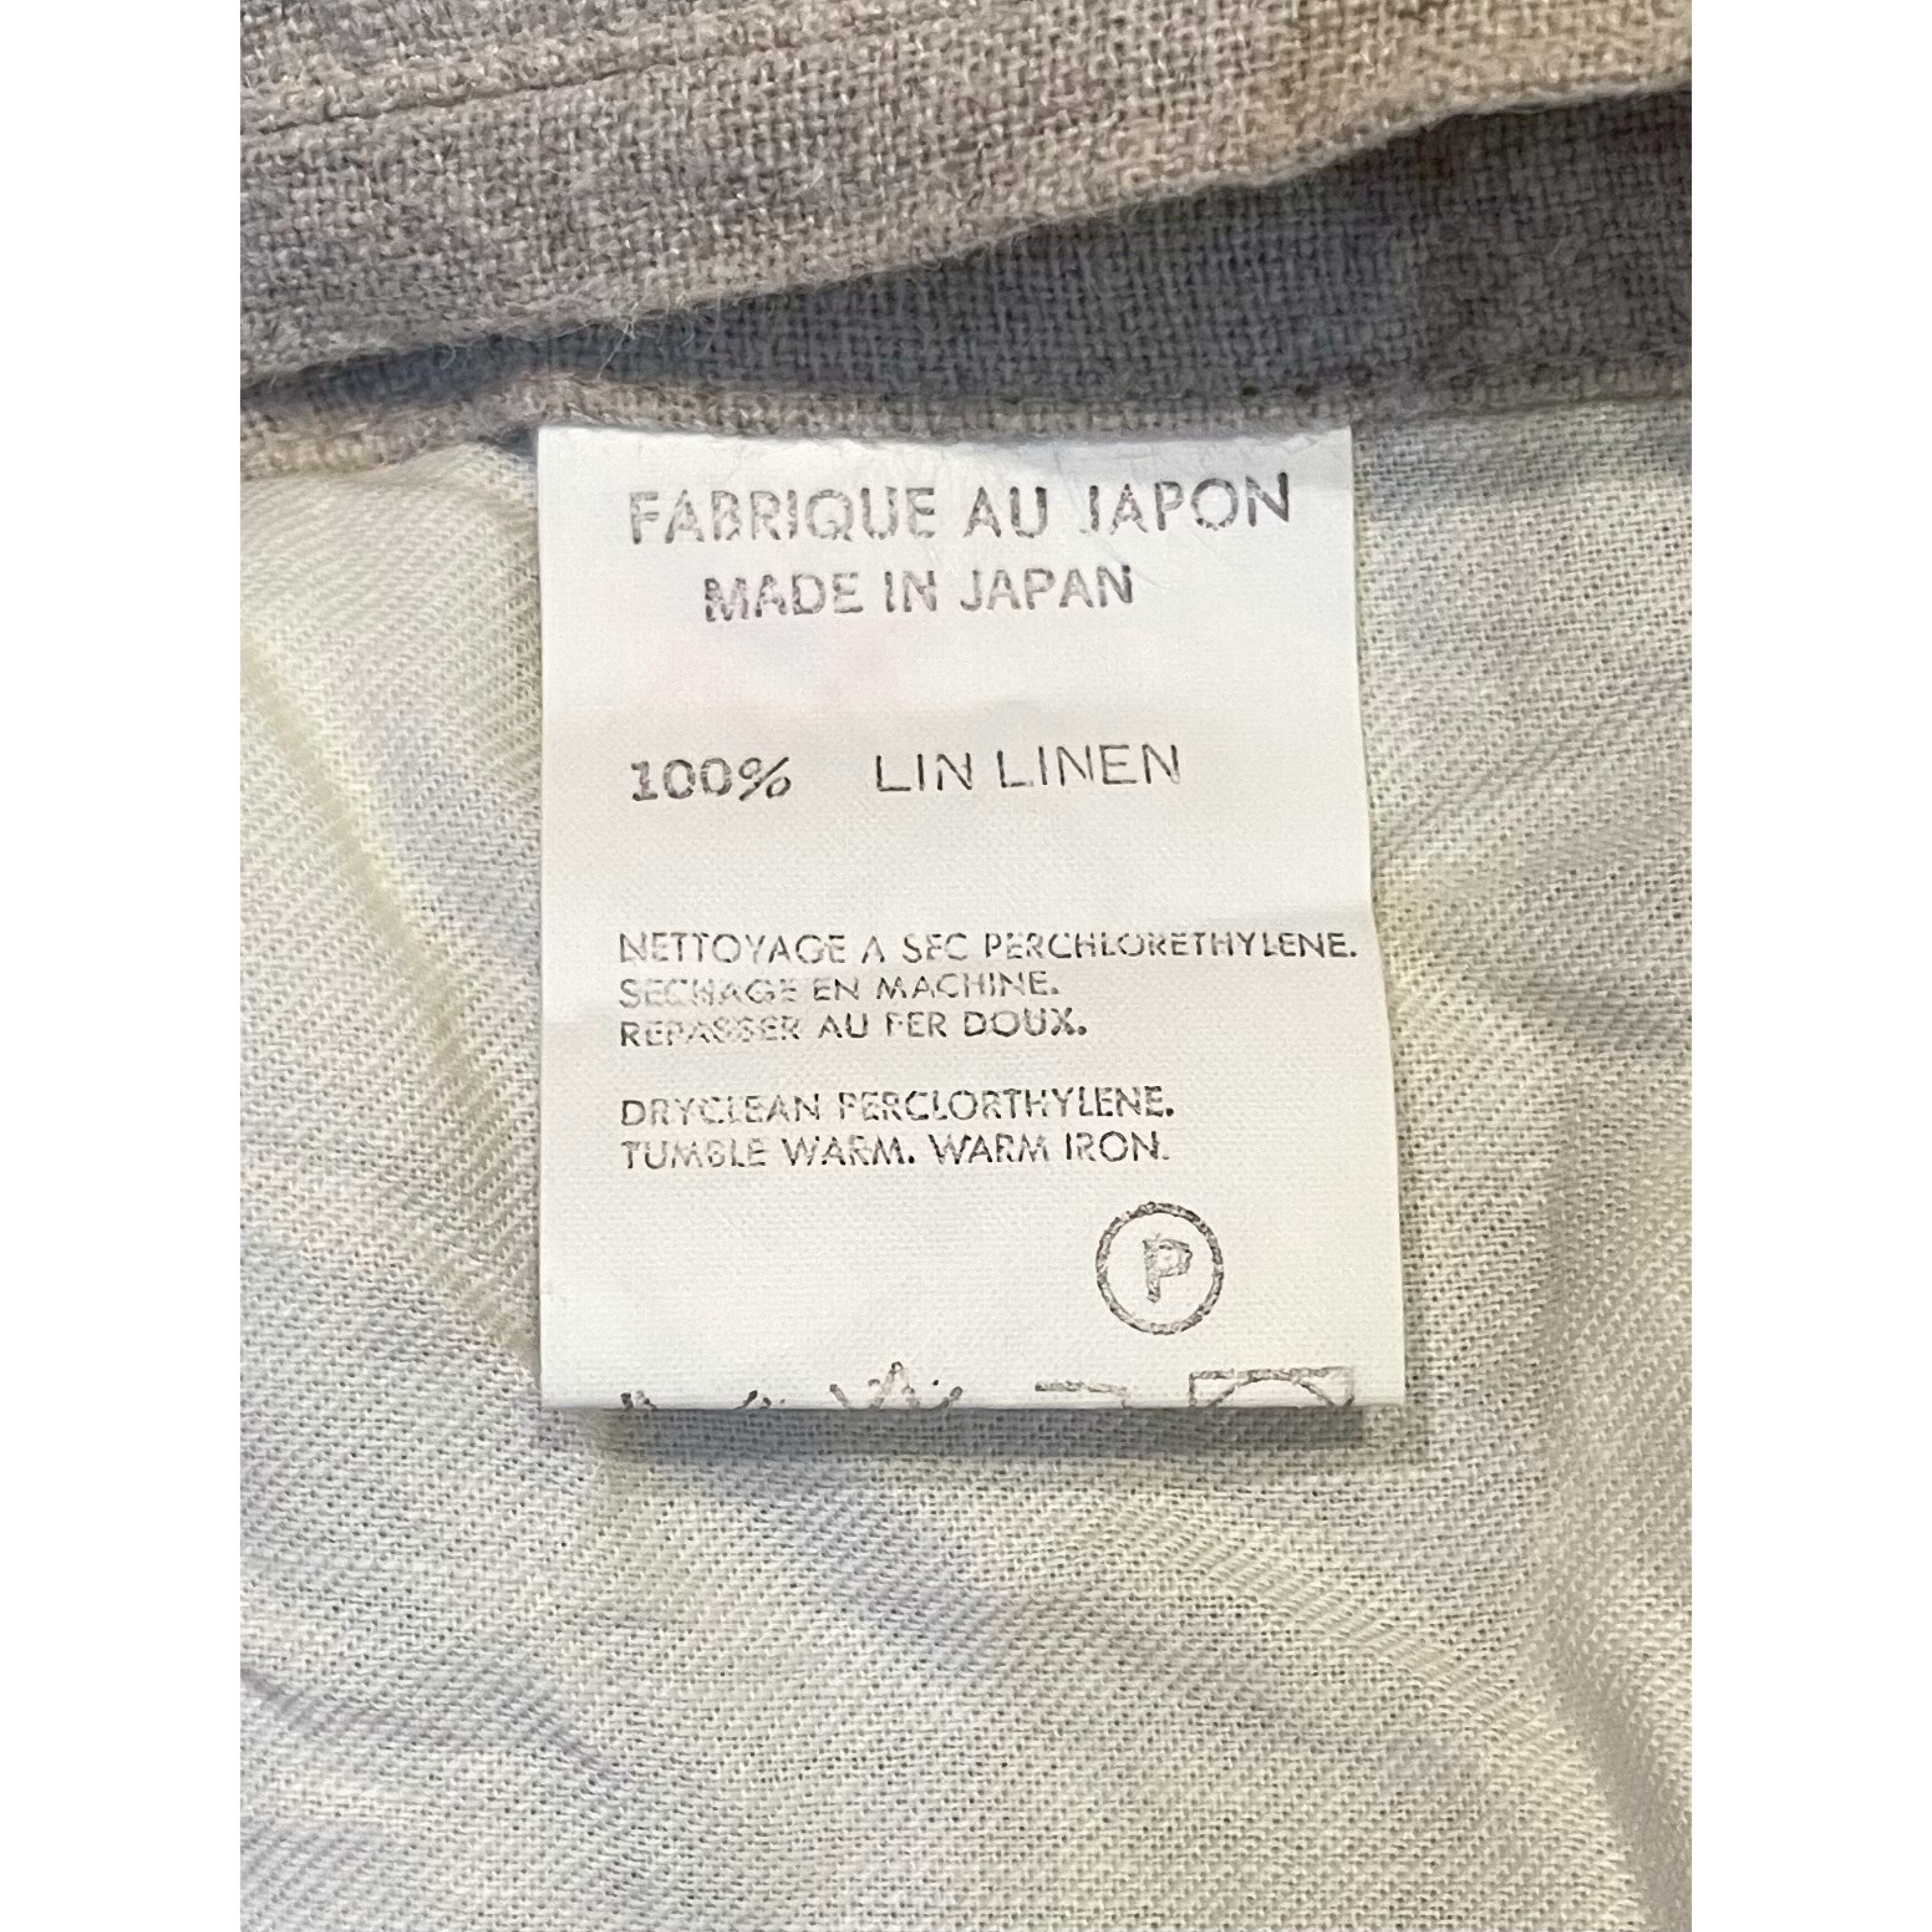 FABRIQUE AU JAPON
MADE IN JAPAN
100% LIN LINEN
NETTOYAGE A SEC PERCHLORETHYLENE.
SECHAGE EN MACHINE.
REPASSER AU FER DOUX.
DRYCLEAN PERCLORTHYLENE.
TUMBLE WARM. WARM IRON.
P